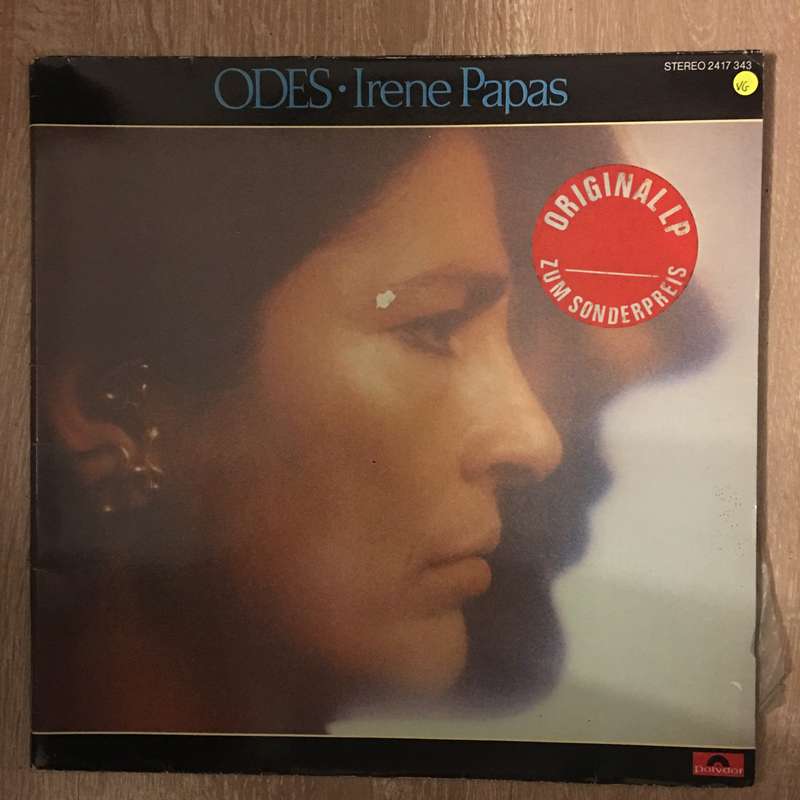 STEREO 2417 343
ODES · Irene Papas
VG
ORIGINAL LP
ZUM SONDERPREIS
Polydor